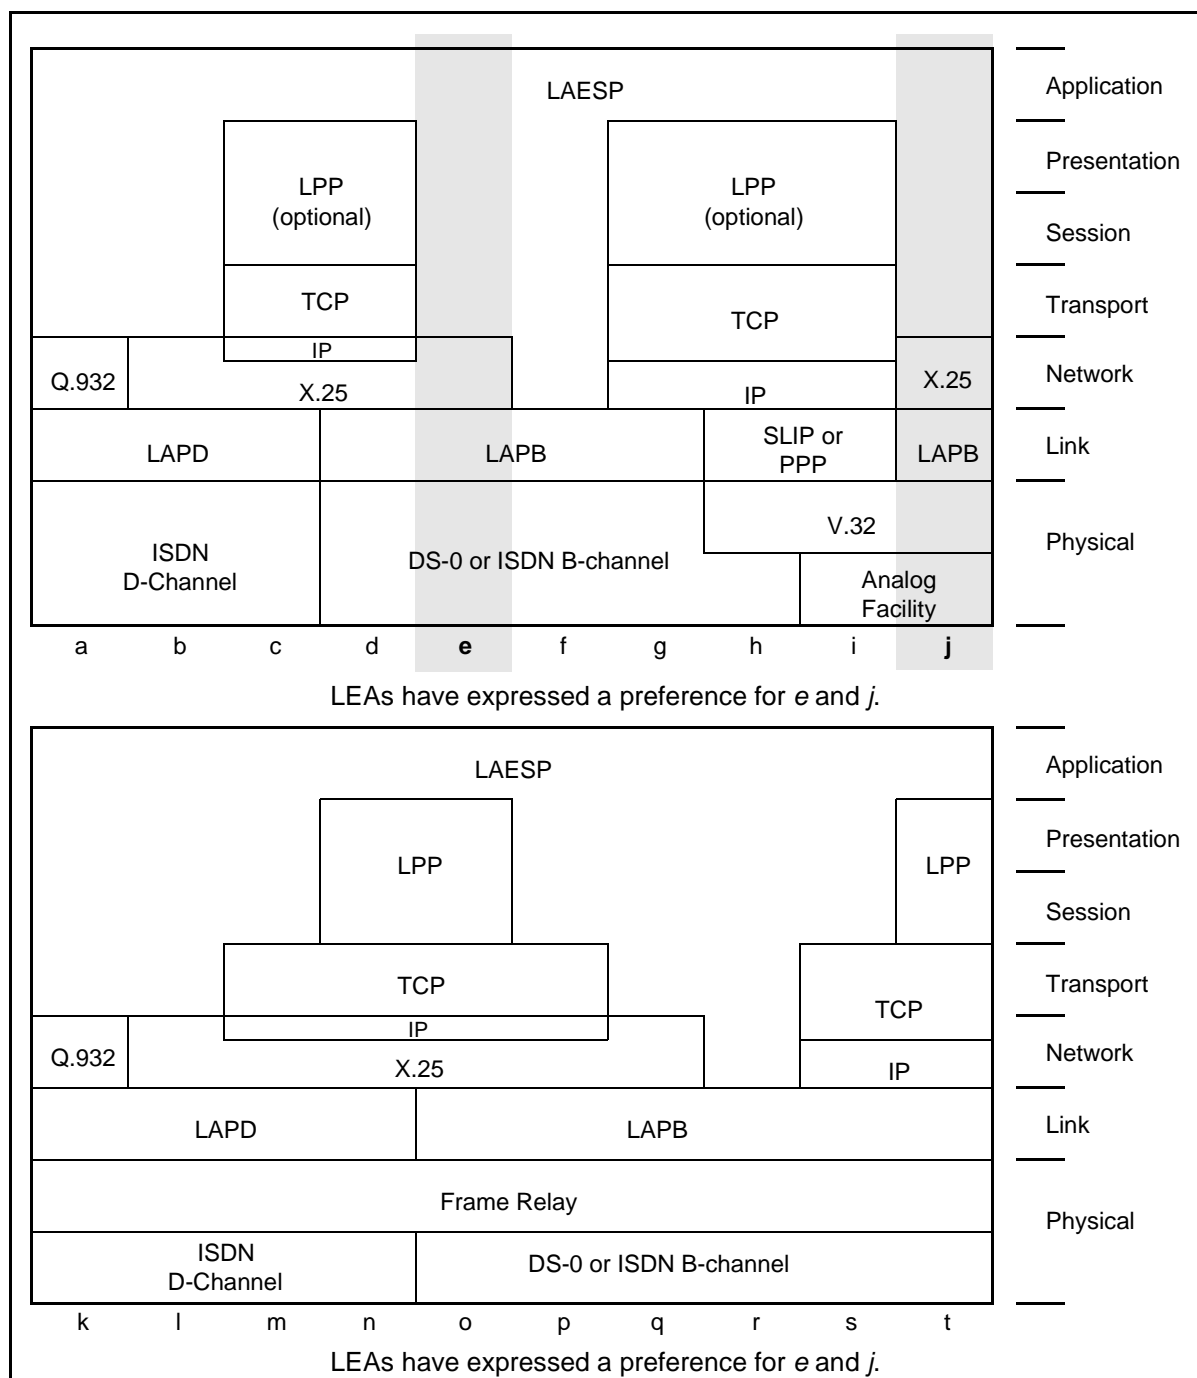 LAESP
Application
LPP
(optional)
LPP
(optional)
Presentation
Session
TCP
TCP
Transport
IP
Q.932
X.25
IP
X.25
Network
LAPD
LAPB
SLIP or
PPP
LAPB
Link
V.32
ISDN
D-Channel
DS-0 or ISDN B-channel
Analog
Facility
Physical
a b c d e f g h i j
LEAs have expressed a preference for e and j.
LAESP
Application
LPP
LPP
Presentation
Session
TCP
TCP
Transport
IP
Q.932
X.25
IP
Network
LAPD
LAPB
Link
Frame Relay
Physical
ISDN
D-Channel
DS-0 or ISDN B-channel
k l m n o p q r s t
LEAs have expressed a preference for e and j.